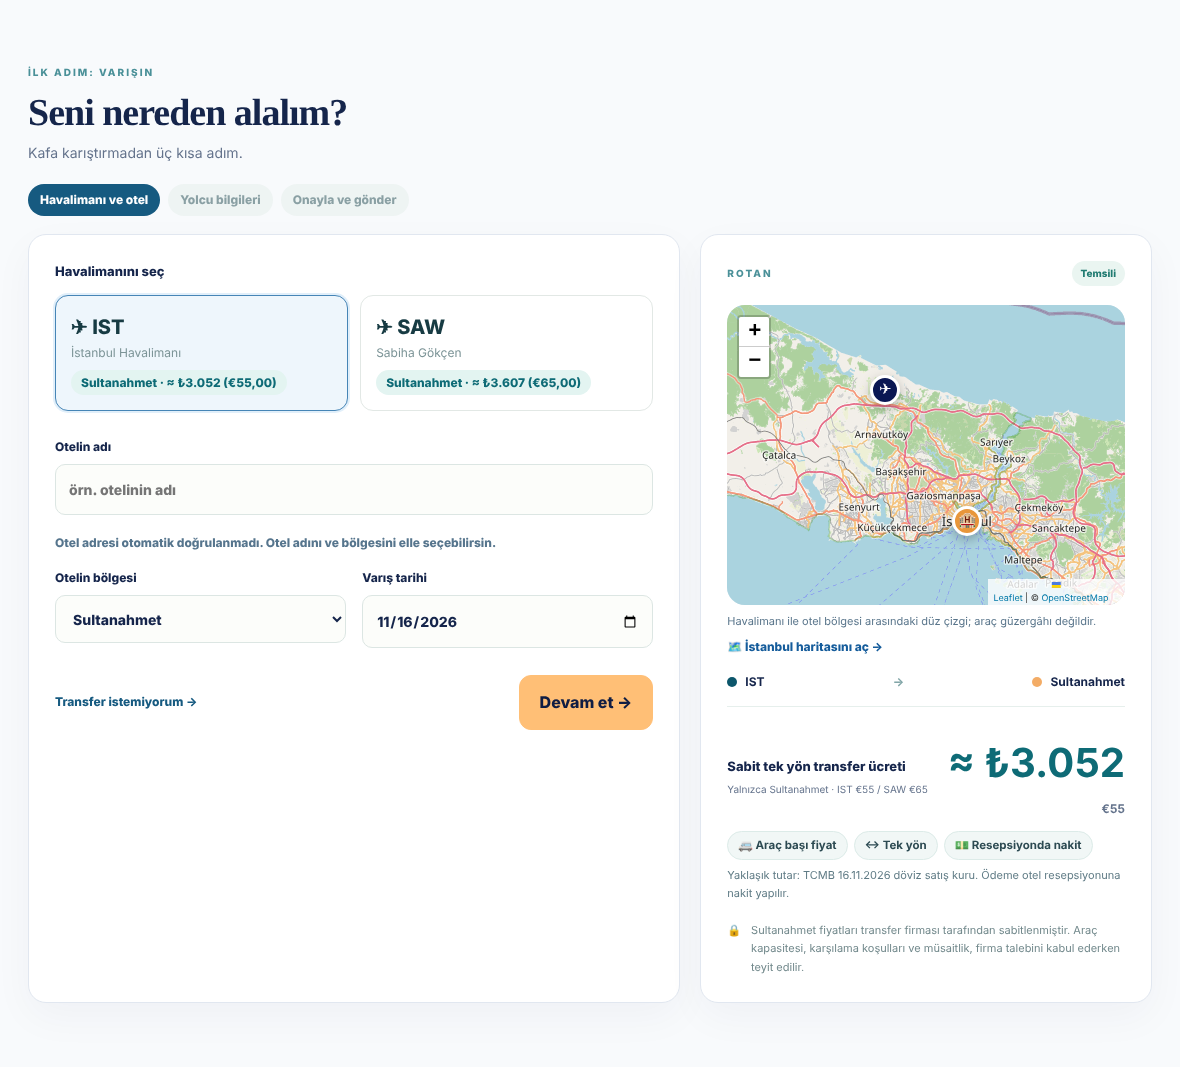 İLK ADIM: VARIŞIN
Seni nereden alalım?
Kafa karıştırmadan üç kısa adım.
Havalimanı ve otel
Yolcu bilgileri
Onayla ve gönder
Havalimanını seç
✈ IST
İstanbul Havalimanı
Sultanahmet · ≈ ₺3.052 (€55,00)
✈ SAW
Sabiha Gökçen
Sultanahmet · ≈ ₺3.607 (€65,00)
Otelin adı
örn. otelinin adı
Otel adresi otomatik doğrulanmadı. Otel adını ve bölgesini elle seçebilirsin.
Otelin bölgesi
Varış tarihi
Sultanahmet
11/16/2026
Transfer istemiyorum →
Devam et →
ROTAN
Temsili
+
−
Arnavutköy
Sarıyer
Çatalca
Beykoz
Başakşehir
Gaziosmanpaşa
Esenyurt
Çekmeköy
Küçükçekmece
Sancaktepe
Maltepe
Leaflet | © OpenStreetMap
Havalimanı ile otel bölgesi arasındaki düz çizgi; araç güzergâhı değildir.
🗺️ İstanbul haritasını aç →
IST → Sultanahmet
Sabit tek yön transfer ücreti
≈ ₺3.052
Yalnızca Sultanahmet · IST €55 / SAW €65
€55
🚐 Araç başı fiyat
↔ Tek yön
💵 Resepsiyonda nakit
Yaklaşık tutar: TCMB 16.11.2026 döviz satış kuru. Ödeme otel resepsiyonuna
nakit yapılır.
🔒 Sultanahmet fiyatları transfer firması tarafından sabitlenmiştir. Araç
kapasitesi, karşılama koşulları ve müsaitlik, firma talebini kabul ederken
teyit edilir.